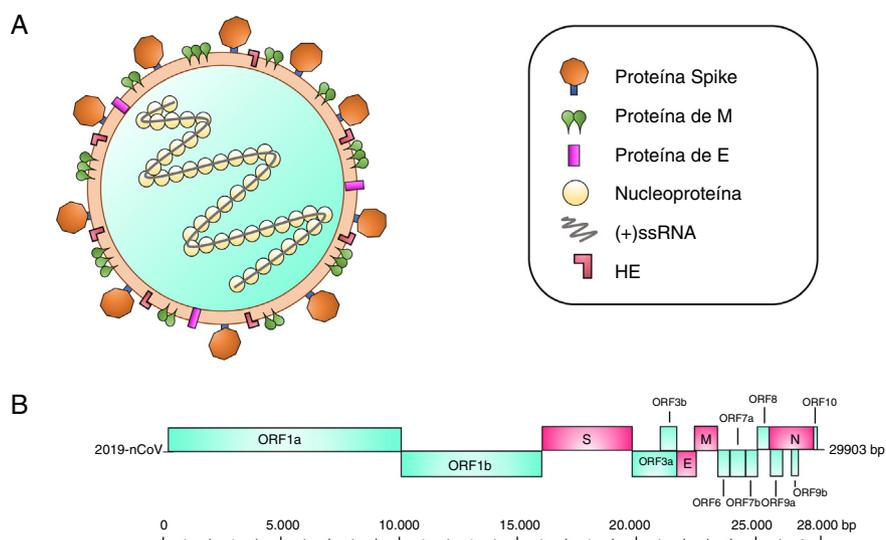 A
Proteína Spike
Proteína de M
Proteína de E
Nucleoproteína
(+)ssRNA
HE
B
ORF3b
ORF7a
ORF8
ORF10
2019-nCoV
ORF1a
ORF1b
S
ORF3a
E
M
N
29903 bp
ORF6
ORF7b
ORF9a
ORF9b
0 5.000 10.000 15.000 20.000 25.000 28.000 bp